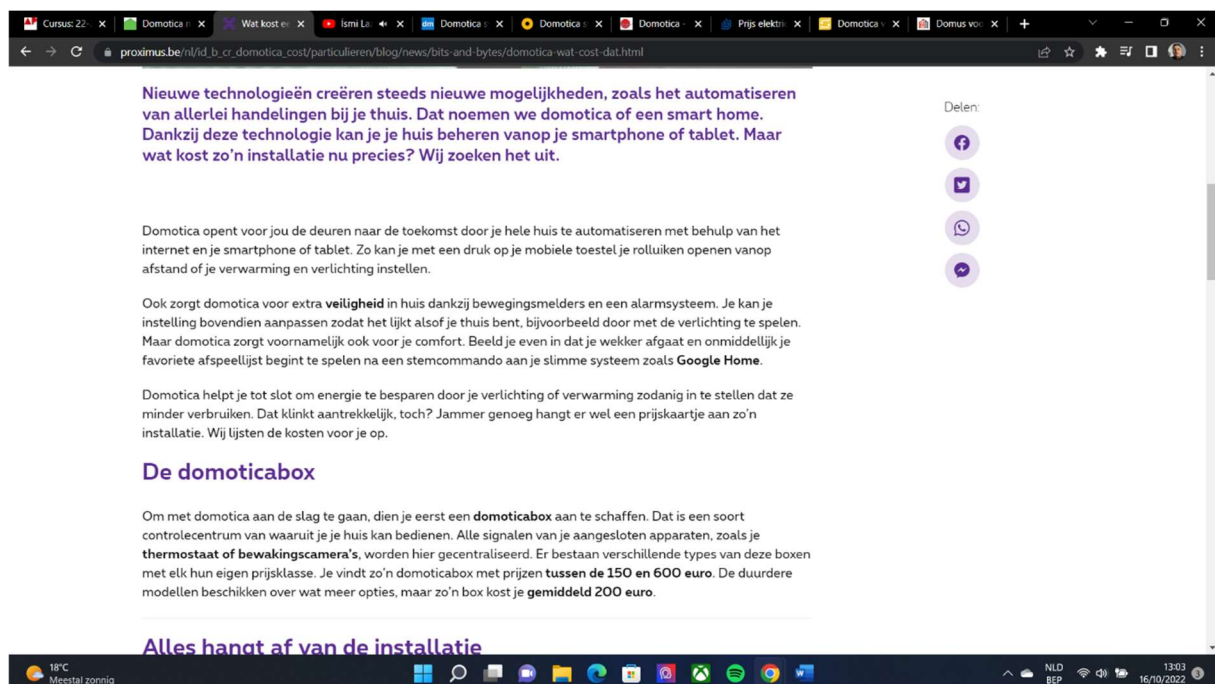 Cursus: 22-
Domotica n
Wat kost ee
İsmi La
Domotica s
Domotica s
Domotica -
Prijs elektri
Domotica v
Domus voo
proximus.be/nl/id_b_cr_domotica_cost/particulieren/blog/news/bits-and-bytes/domotica-wat-cost-dat.html
Nieuwe technologieën creëren steeds nieuwe mogelijkheden, zoals het automatiseren
van allerlei handelingen bij je thuis. Dat noemen we domotica of een smart home.
Dankzij deze technologie kan je je huis beheren vanop je smartphone of tablet. Maar
wat kost zo'n installatie nu precies? Wij zoeken het uit.
Delen:
Domotica opent voor jou de deuren naar de toekomst door je hele huis te automatiseren met behulp van het
internet en je smartphone of tablet. Zo kan je met een druk op je mobiele toestel je rolluiken openen vanop
afstand of je verwarming en verlichting instellen.
Ook zorgt domotica voor extra veiligheid in huis dankzij bewegingsmelders en een alarmsysteem. Je kan je
instelling bovendien aanpassen zodat het lijkt alsof je thuis bent, bijvoorbeeld door met de verlichting te spelen.
Maar domotica zorgt voornamelijk ook voor je comfort. Beeld je even in dat je wekker afgaat en onmiddellijk je
favoriete afspeellijst begint te spelen na een stemcommando aan je slimme systeem zoals Google Home.
Domotica helpt je tot slot om energie te besparen door je verlichting of verwarming zodanig in te stellen dat ze
minder verbruiken. Dat klinkt aantrekkelijk, toch? Jammer genoeg hangt er wel een prijskaartje aan zo'n
installatie. Wij lijsten de kosten voor je op.
De domoticabox
Om met domotica aan de slag te gaan, dien je eerst een domoticabox aan te schaffen. Dat is een soort
controlecentrum van waaruit je je huis kan bedienen. Alle signalen van je aangesloten apparaten, zoals je
thermostaat of bewakingscamera's, worden hier gecentraliseerd. Er bestaan verschillende types van deze boxen
met elk hun eigen prijsklasse. Je vindt zo'n domoticabox met prijzen tussen de 150 en 600 euro. De duurdere
modellen beschikken over wat meer opties, maar zo'n box kost je gemiddeld 200 euro.
Alles hangt af van de installatie
18°C
Meestal zonnig
NLD
BEP
13:03
16/10/2022